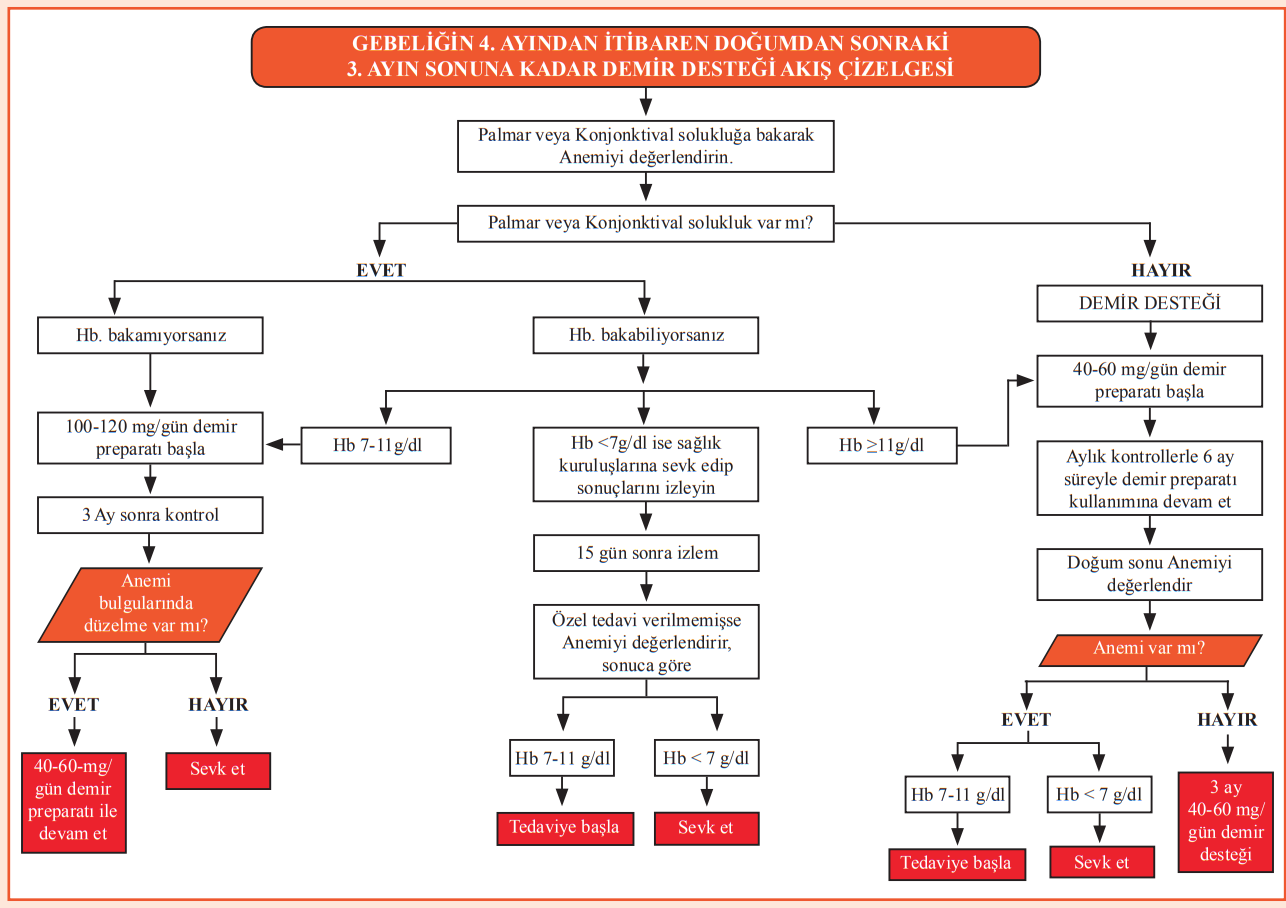 GEBELİĞİN 4. AYINDAN İTİBAREN DOĞUMDAN SONRAKİ
3. AYIN SONUNA KADAR DEMİR DESTEĞİ AKIŞ ÇİZELGESİ
Palmar veya Konjonktival solukluğa bakarak
Anemiyi değerlendirin.
Palmar veya Konjonktival solukluk var mı?
EVET
HAYIR
Hb. bakamıyorsanız
Hb. bakabiliyorsanız
DEMİR DESTEĞİ
100-120 mg/gün demir
preparatı başla
Hb 7-11g/dl
Hb <7g/dl ise sağlık
kuruluşlarına sevk edip
sonuçlarını izleyin
Hb ≥11g/dl
40-60 mg/gün demir
preparatı başla
3 Ay sonra kontrol
15 gün sonra izlem
Aylık kontrollerle 6 ay
süreyle demir preparatı
kullanımına devam et
Anemi
bulgularında
düzelme var mı?
Özel tedavi verilmemişse
Anemiyi değerlendirir,
sonuca göre
Doğum sonu Anemiyi
değerlendir
Anemi var mı?
EVET
HAYIR
40-60-mg/
gün demir
preparatı ile
devam et
Sevk et
Hb 7-11 g/dl
Hb < 7 g/dl
Tedaviye başla
Sevk et
EVET
HAYIR
Hb 7-11 g/dl
Hb < 7 g/dl
Tedaviye başla
Sevk et
3 ay
40-60 mg/
gün demir
desteği